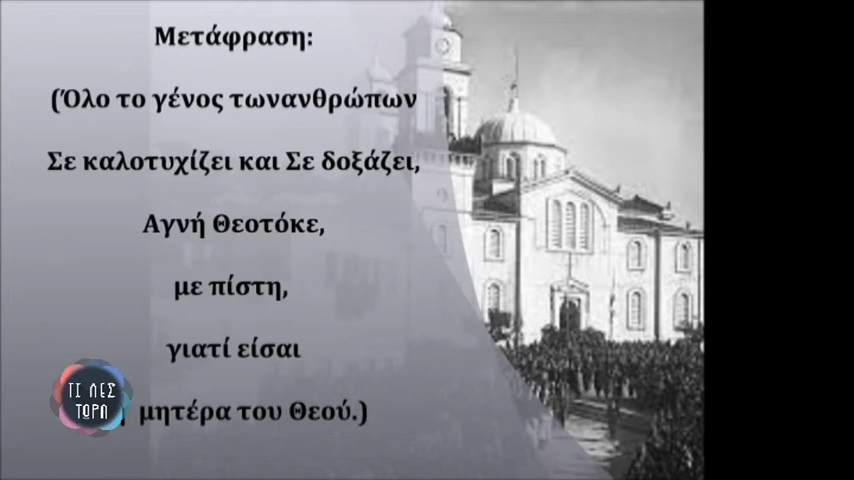 Μετάφραση:
(Όλο το γένος τωνανθρώπων
Σε καλοτυχίζει και Σε δοξάζει,
Αγνή Θεοτόκε,
με πίστη,
γιατί είσαι
μητέρα του Θεού.)
ΤΙ ΛΕΣ
ΤΩΡΑ